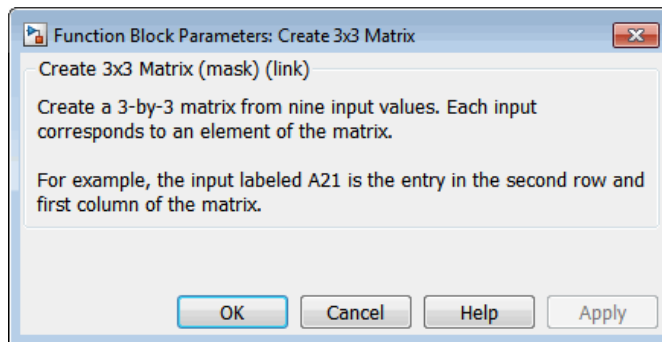 Function Block Parameters: Create 3x3 Matrix
Create 3x3 Matrix (mask) (link)
Create a 3-by-3 matrix from nine input values. Each input
corresponds to an element of the matrix.
For example, the input labeled A21 is the entry in the second row and
first column of the matrix.
OK Cancel Help Apply